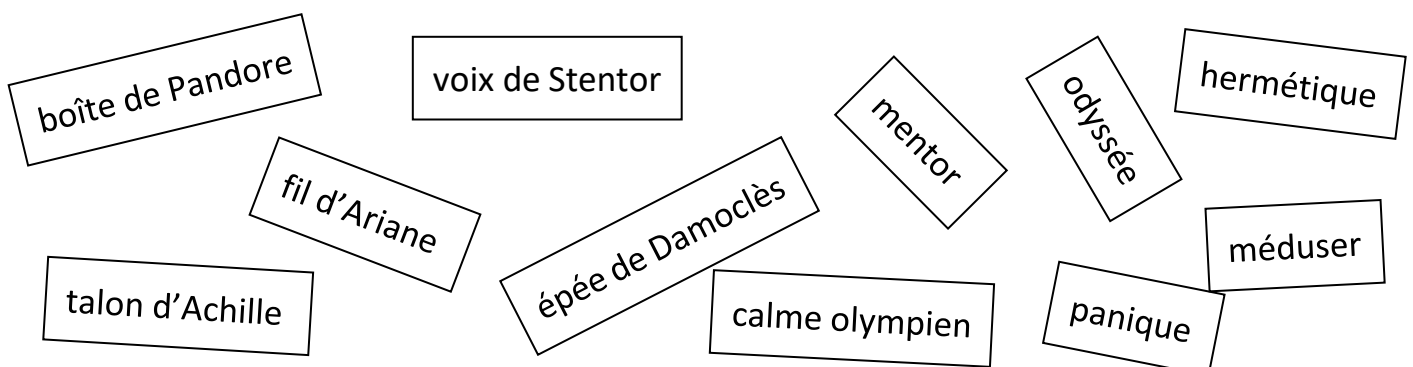 boîte de Pandore
voix de Stentor
mentor
odyssée
hermétique
fil d’Ariane
épée de Damoclès
méduser
talon d’Achille
calme olympien
panique